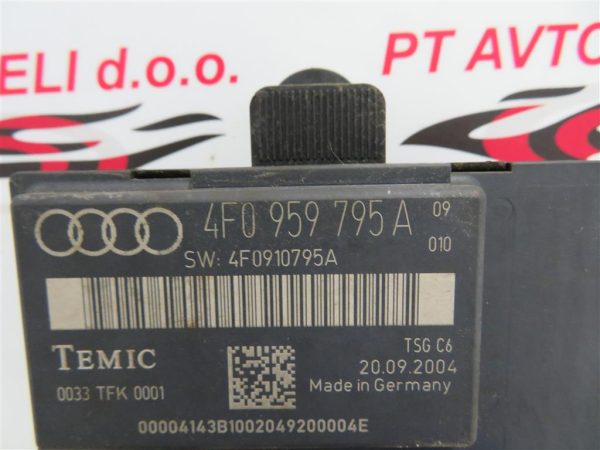 ELI d.o.o.
PT AVTO
4F0 959 795 A 09
010
SW: 4F0910795A
TEMIC
TSG C6
20.09.2004
0033 TFK 0001
Made in Germany
00004143B1002049200004E